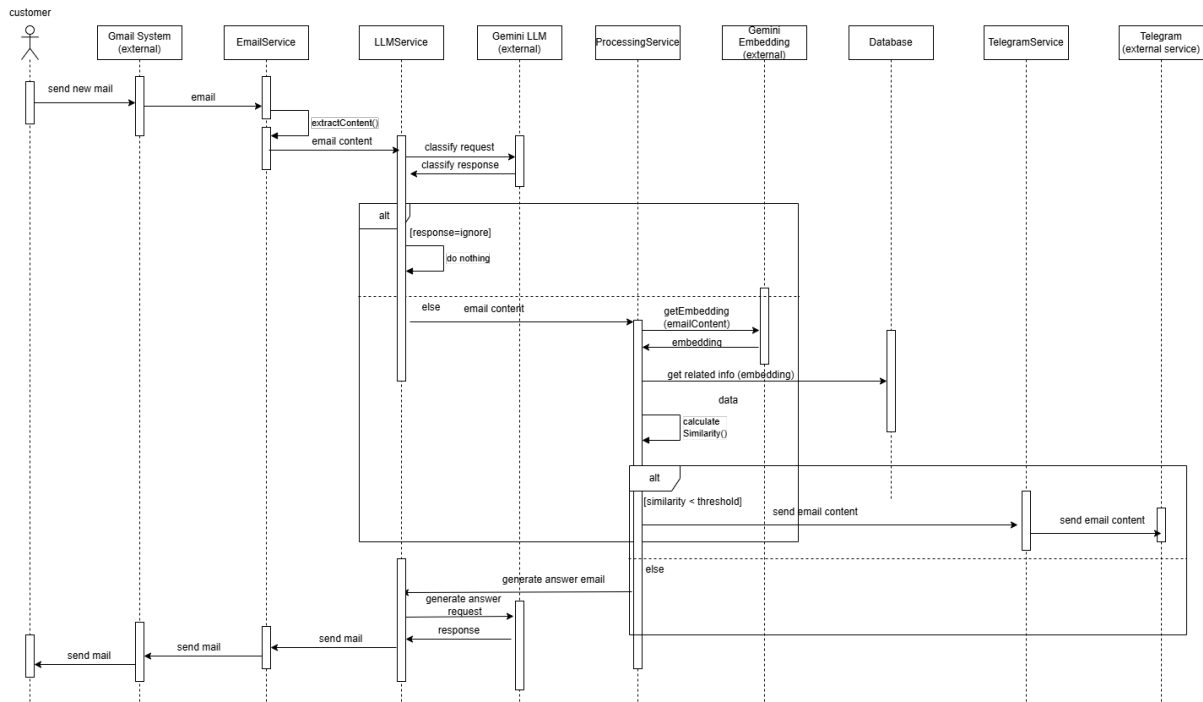 customer
Gmail System
(external)
EmailService
LLMService
Gemini LLM
(external)
ProcessingService
Gemini
Embedding
(external)
Database
TelegramService
Telegram
(external service)
send new mail
email
extractContent()
email content
classify request
classify response
alt
[response=ignore]
do nothing
else
email content
getEmbedding
(emailContent)
embedding
get related info (embedding)
data
calculate
Similarity()
alt
[similarity < threshold]
send email content
send email content
else
generate answer email
generate answer
request
response
send mail
send mail
send mail